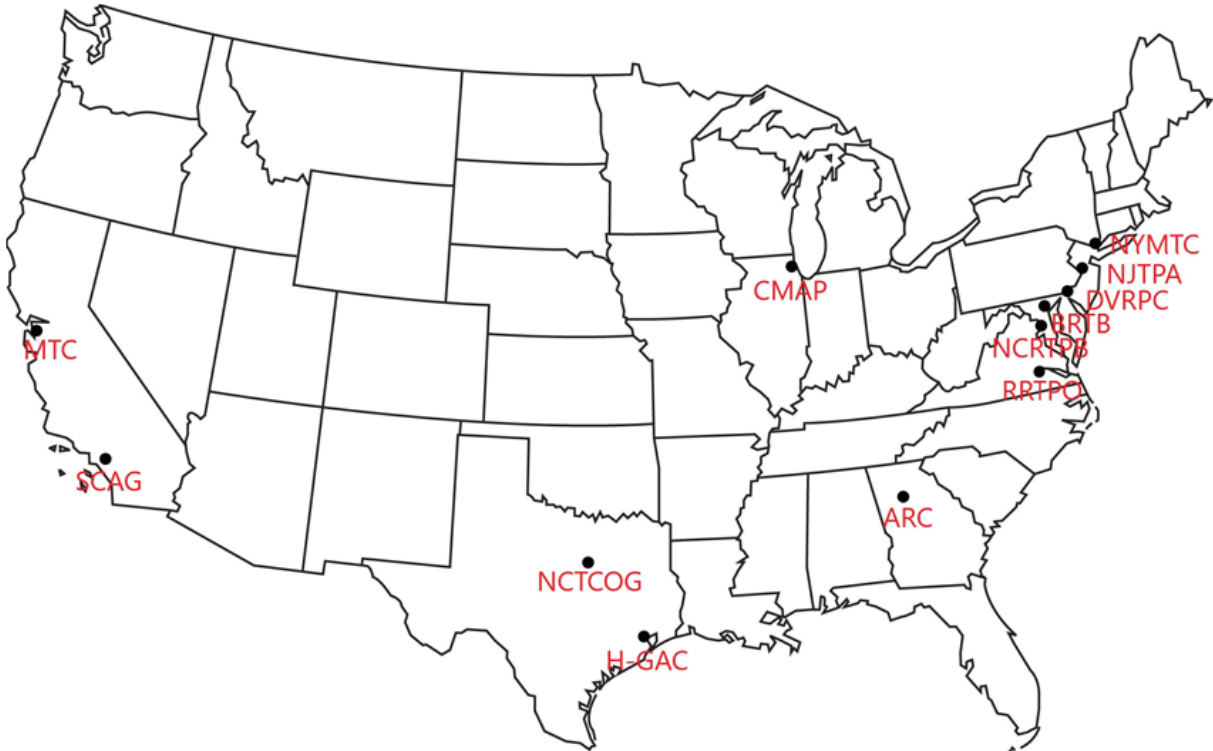 NYMTC
NJTPA
CMAP
DVRPC
BRTB
MTC
NCRTPB
RRTPO
SCAG
ARC
NCTCOG
H-GAC